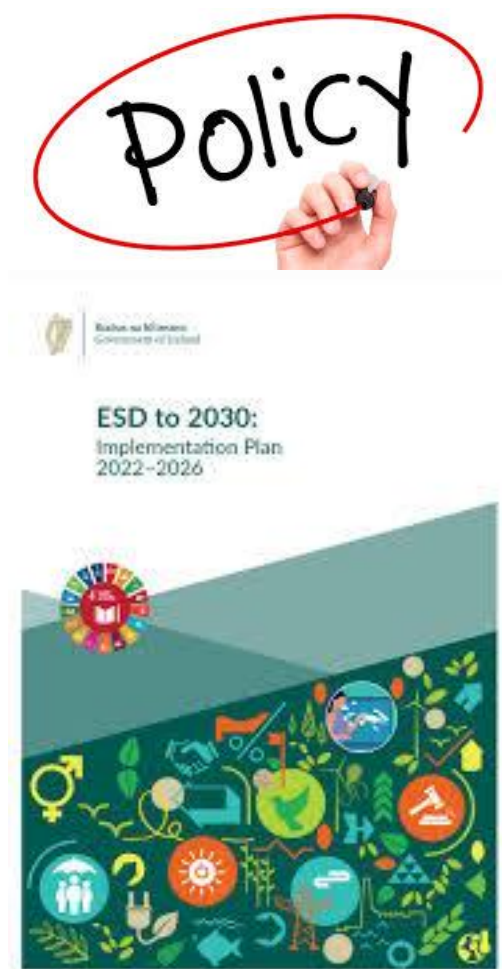 Policy
Rialtas na hÉireann
Government of Ireland
ESD to 2030:
Implementation Plan
2022–2026